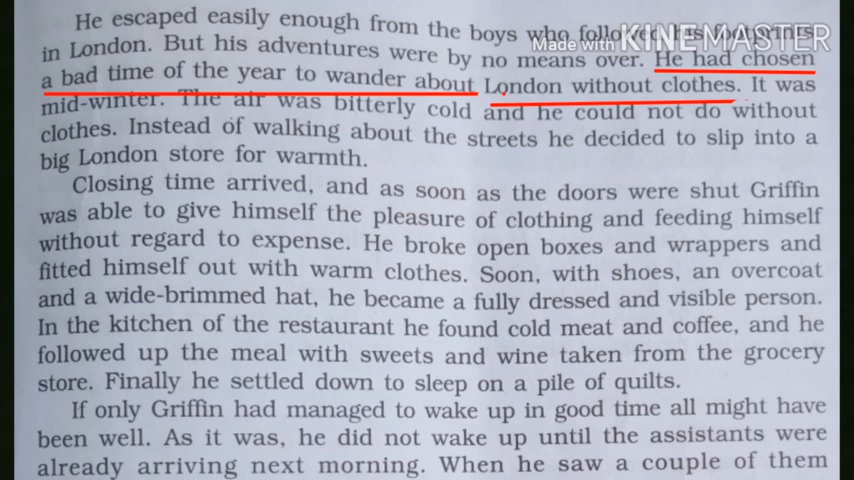 He escaped easily enough from the boys who followed his footprints
in London. But his adventures were by no means over. He had chosen
Made with KINEMASTER
a bad time of the year to wander about London without clothes. It was
mid-winter. The air was bitterly cold and he could not do without
clothes. Instead of walking about the streets he decided to slip into a
big London store for warmth.
Closing time arrived, and as soon as the doors were shut Griffin
was able to give himself the pleasure of clothing and feeding himself
without regard to expense. He broke open boxes and wrappers and
fitted himself out with warm clothes. Soon, with shoes, an overcoat
and a wide-brimmed hat, he became a fully dressed and visible person.
In the kitchen of the restaurant he found cold meat and coffee, and he
followed up the meal with sweets and wine taken from the grocery
store. Finally he settled down to sleep on a pile of quilts.
If only Griffin had managed to wake up in good time all might have
been well. As it was, he did not wake up until the assistants were
already arriving next morning. When he saw a couple of them